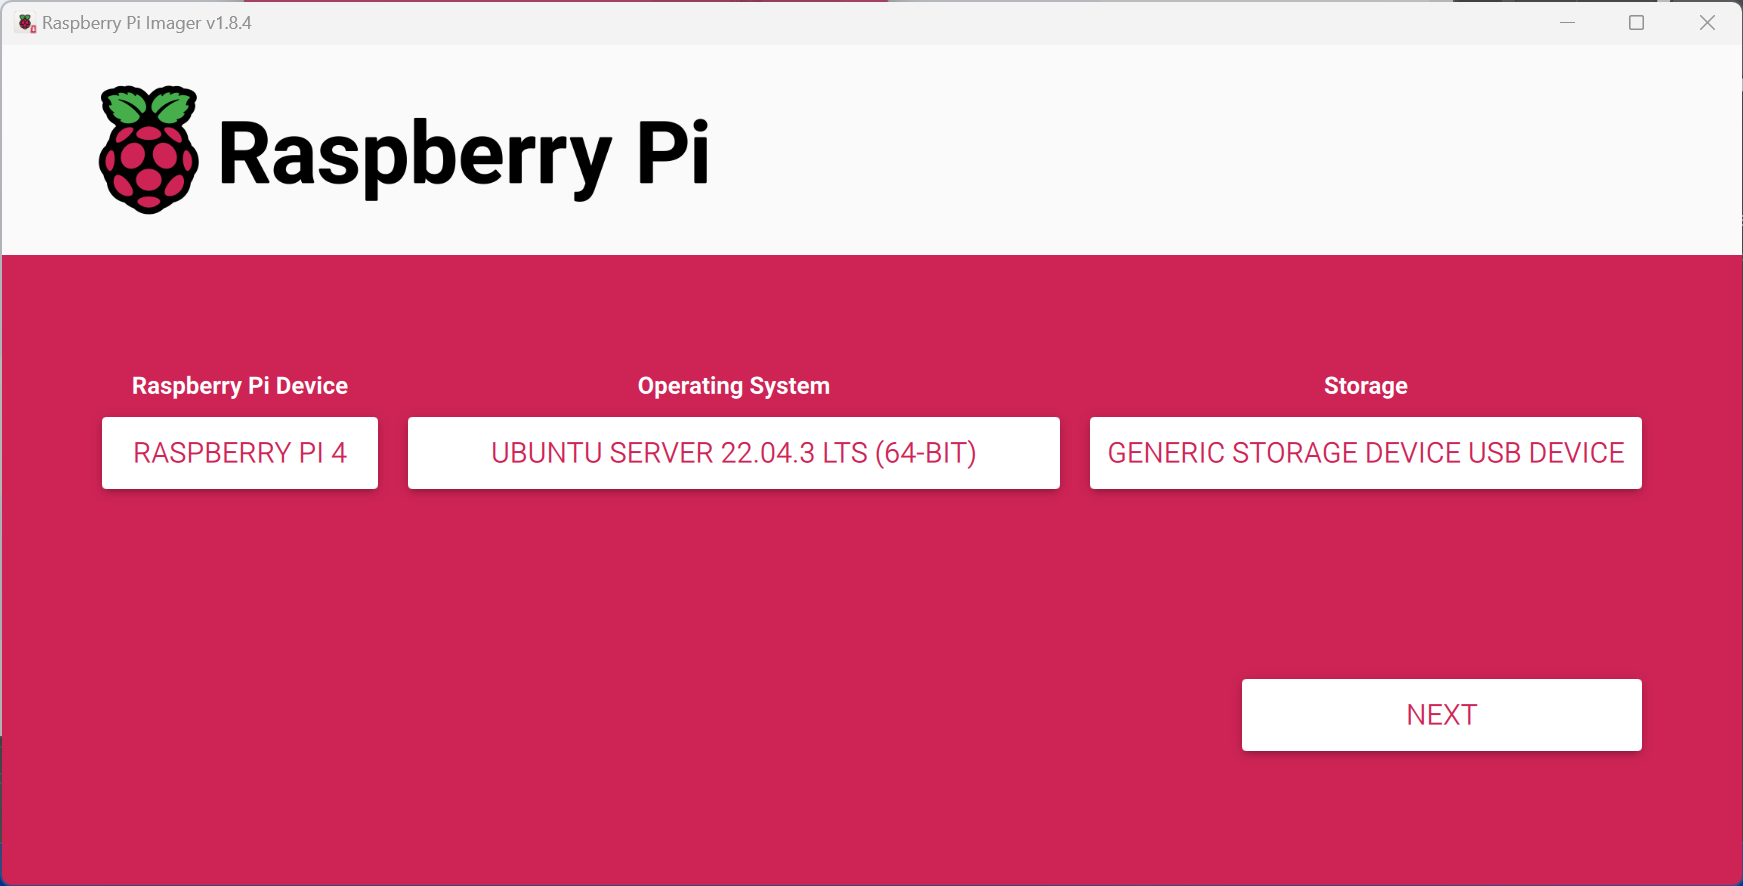 Raspberry Pi Imager v1.8.4
Raspberry Pi
Raspberry Pi Device
Operating System
Storage
RASPBERRY PI 4
UBUNTU SERVER 22.04.3 LTS (64-BIT)
GENERIC STORAGE DEVICE USB DEVICE
NEXT